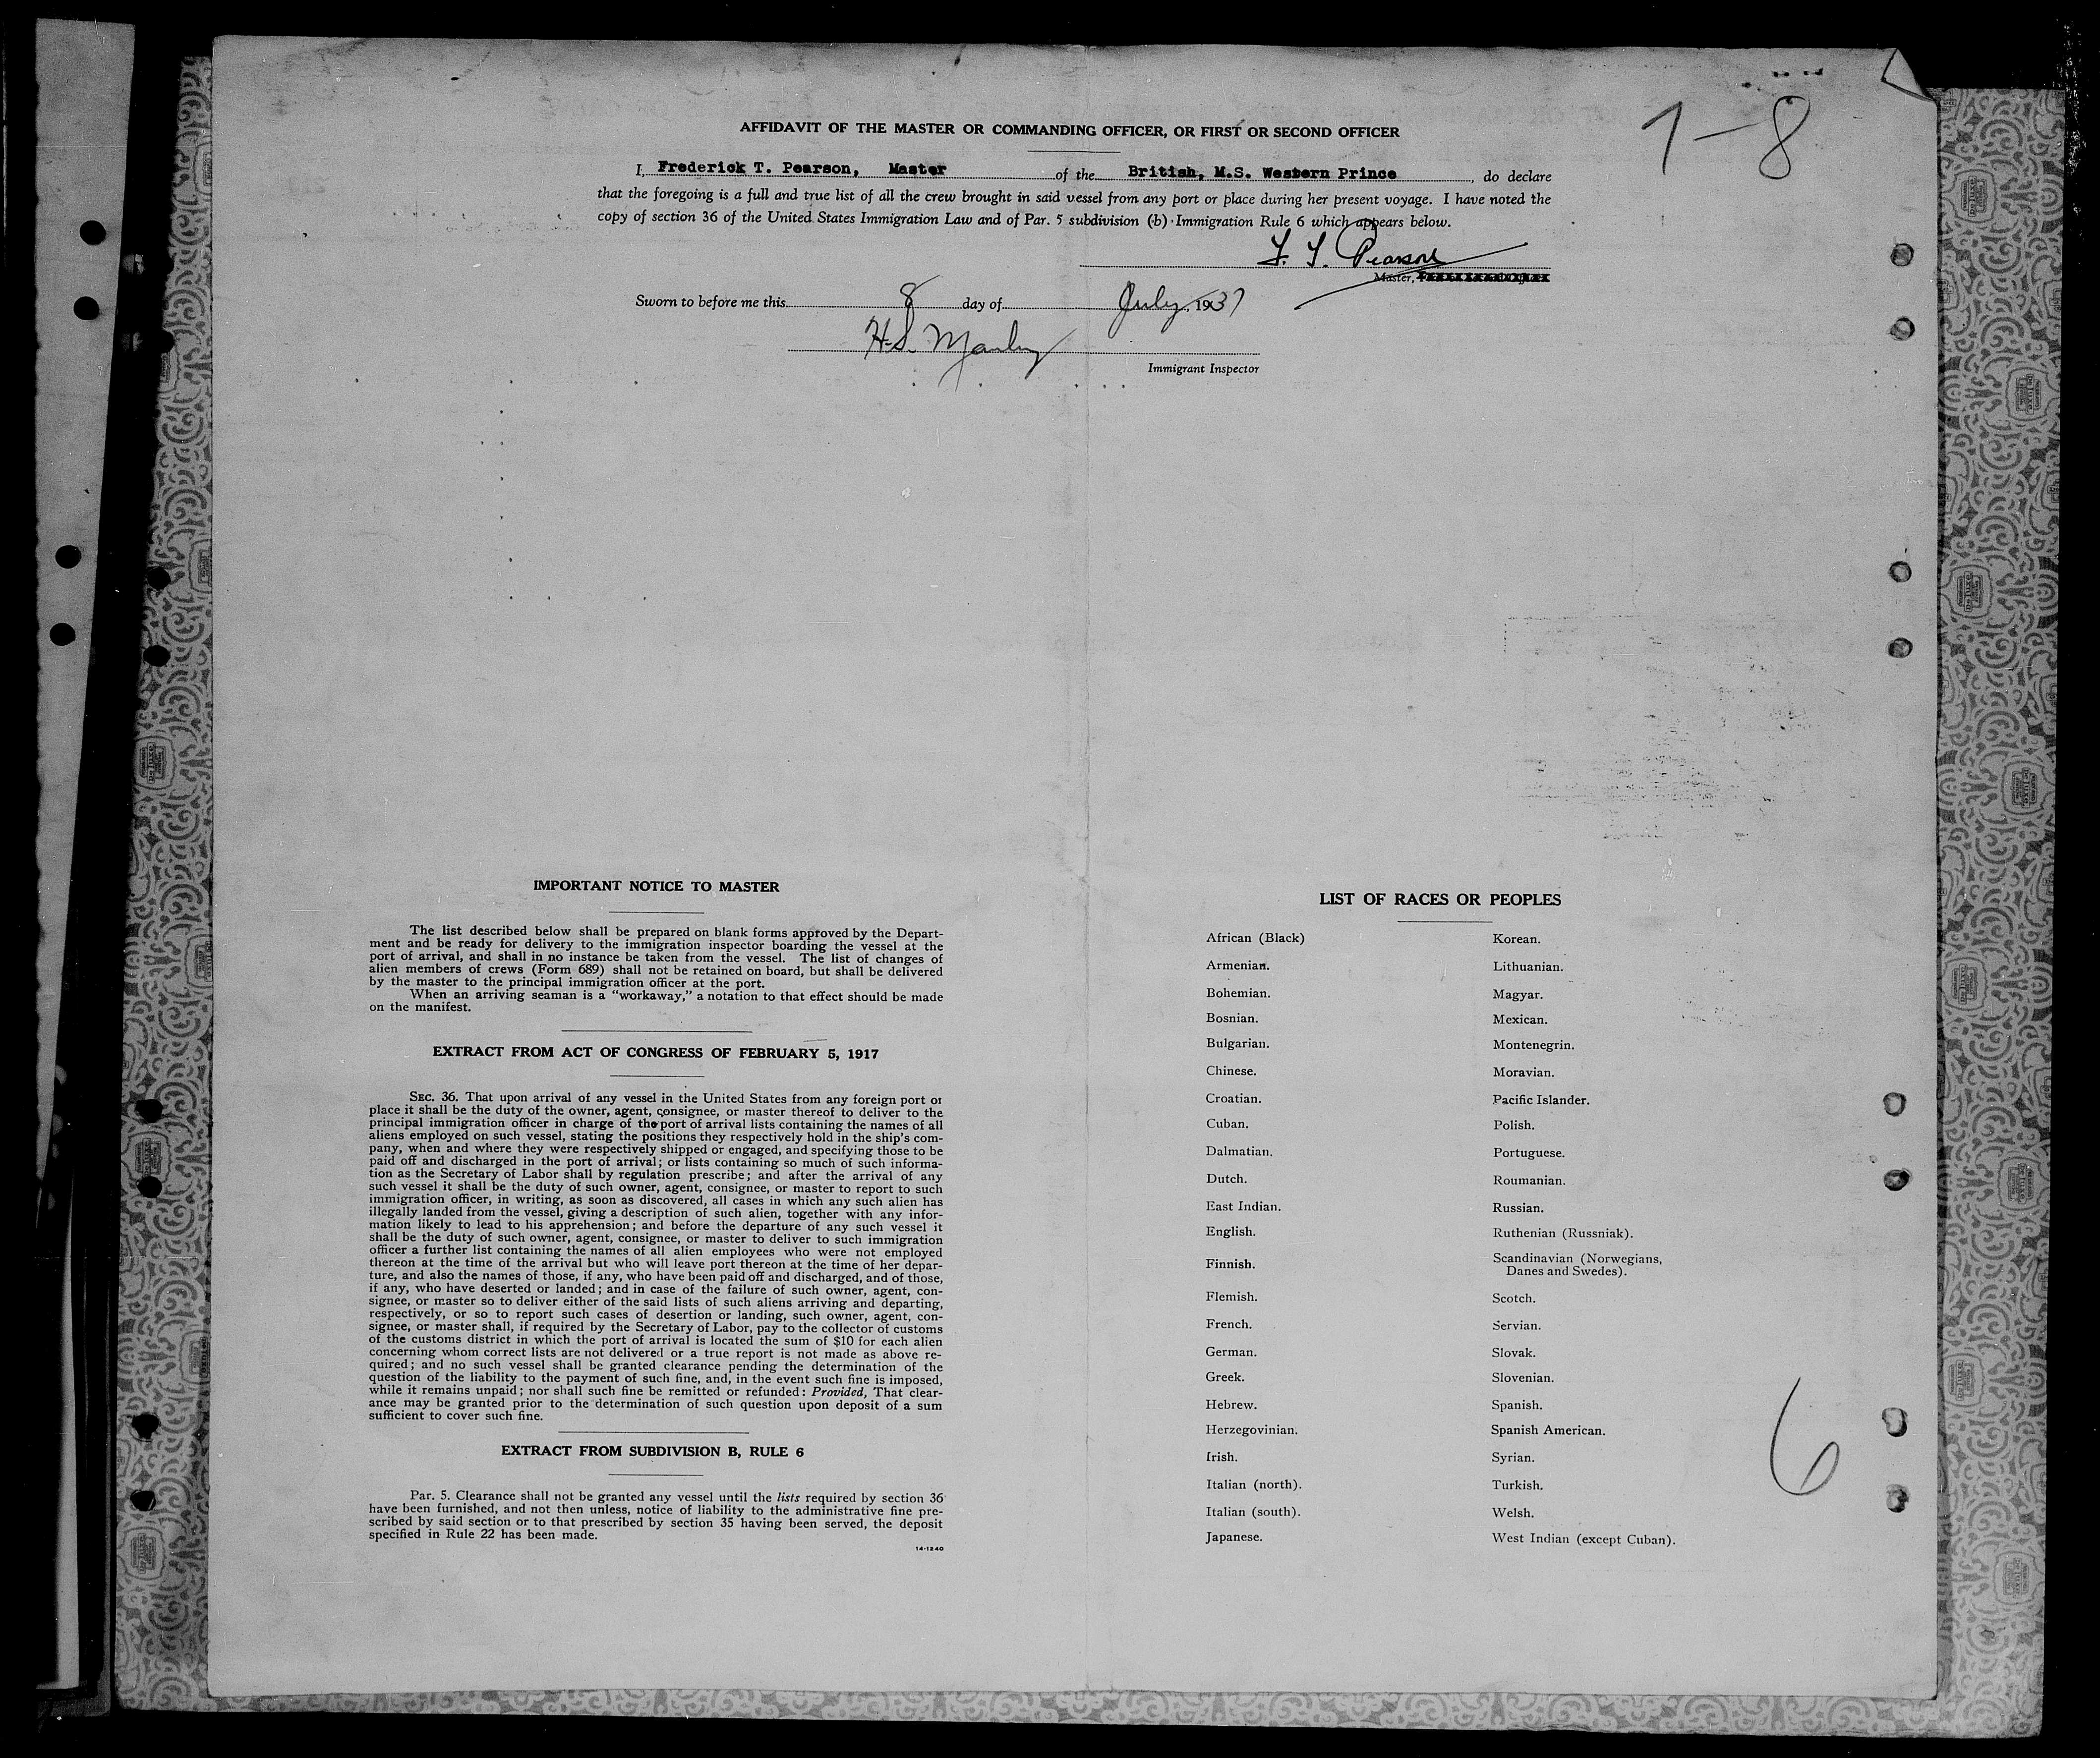 1-8
AFFIDAVIT OF THE MASTER OR COMMANDING OFFICER, OR FIRST OR SECOND OFFICER
I, Frederick T. Pearson, Master of the British, M.S. Western Prince, do declare
that the foregoing is a full and true list of all the crew brought in said vessel from any port or place during her present voyage. I have noted the
copy of section 36 of the United States Immigration Law and of Par. 5 subdivision (b) Immigration Rule 6 which appears below.
F. T. Pearson
Master,
Sworn to before me this 8 day of July, 1937
H.S. Manley
Immigrant Inspector
IMPORTANT NOTICE TO MASTER
The list described below shall be prepared on blank forms approved by the Depart-
ment and be ready for delivery to the immigration inspector boarding the vessel at the
port of arrival, and shall in no instance be taken from the vessel. The list of changes of
alien members of crews (Form 689) shall not be retained on board, but shall be delivered
by the master to the principal immigration officer at the port.
When an arriving seaman is a "workaway," a notation to that effect should be made
on the manifest.
EXTRACT FROM ACT OF CONGRESS OF FEBRUARY 5, 1917
SEC. 36. That upon arrival of any vessel in the United States from any foreign port or
place it shall be the duty of the owner, agent, consignee, or master thereof to deliver to the
principal immigration officer in charge of the port of arrival lists containing the names of all
aliens employed on such vessel, stating the positions they respectively hold in the ship's com-
pany, when and where they were respectively shipped or engaged, and specifying those to be
paid off and discharged in the port of arrival; or lists containing so much of such informa-
tion as the Secretary of Labor shall by regulation prescribe; and after the arrival of any
such vessel it shall be the duty of such owner, agent, consignee, or master to report to such
immigration officer, in writing, as soon as discovered, all cases in which any such alien has
illegally landed from the vessel, giving a description of such alien, together with any infor-
mation likely to lead to his apprehension; and before the departure of any such vessel it
shall be the duty of such owner, agent, consignee, or master to deliver to such immigration
officer a further list containing the names of all alien employees who were not employed
thereon at the time of the arrival but who will leave port thereon at the time of her depar-
ture, and also the names of those, if any, who have been paid off and discharged, and of those,
if any, who have deserted or landed; and in case of the failure of such owner, agent, con-
signee, or master so to deliver either of the said lists of such aliens arriving and departing,
respectively, or so to report such cases of desertion or landing, such owner, agent, con-
signee, or master shall, if required by the Secretary of Labor, pay to the collector of customs
of the customs district in which the port of arrival is located the sum of $10 for each alien
concerning whom correct lists are not delivered or a true report is not made as above re-
quired; and no such vessel shall be granted clearance pending the determination of the
question of the liability to the payment of such fine, and, in the event such fine is imposed,
while it remains unpaid; nor shall such fine be remitted or refunded: Provided, That clear-
ance may be granted prior to the determination of such question upon deposit of a sum
sufficient to cover such fine.
EXTRACT FROM SUBDIVISION B, RULE 6
Par. 5. Clearance shall not be granted any vessel until the lists required by section 36
have been furnished, and not then unless, notice of liability to the administrative fine pre-
scribed by said section or to that prescribed by section 35 having been served, the deposit
specified in Rule 22 has been made.
14-1240
LIST OF RACES OR PEOPLES
African (Black)
Armenian.
Bohemian.
Bosnian.
Bulgarian.
Chinese.
Croatian.
Cuban.
Dalmatian.
Dutch.
East Indian.
English.
Finnish.
Flemish.
French.
German.
Greek.
Hebrew.
Herzegovinian.
Irish.
Italian (north).
Italian (south).
Japanese.
Korean.
Lithuanian.
Magyar.
Mexican.
Montenegrin.
Moravian.
Pacific Islander.
Polish.
Portuguese.
Roumanian.
Russian.
Ruthenian (Russniak).
Scandinavian (Norwegians,
Danes and Swedes).
Scotch.
Servian.
Slovak.
Slovenian.
Spanish.
Spanish American.
Syrian.
Turkish.
Welsh.
West Indian (except Cuban).
6